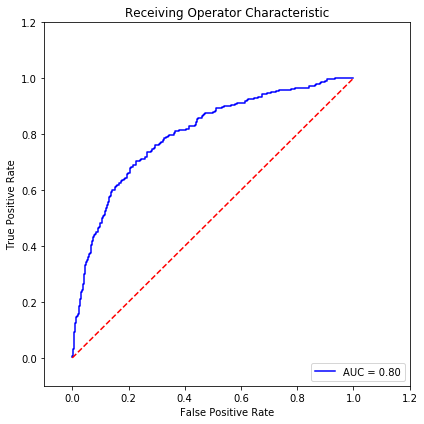 Receiving Operator Characteristic
True Positive Rate
1.2
1.0
0.8
0.6
0.4
0.2
0.0
AUC = 0.80
0.0 0.2 0.4 0.6 0.8 1.0 1.2
False Positive Rate